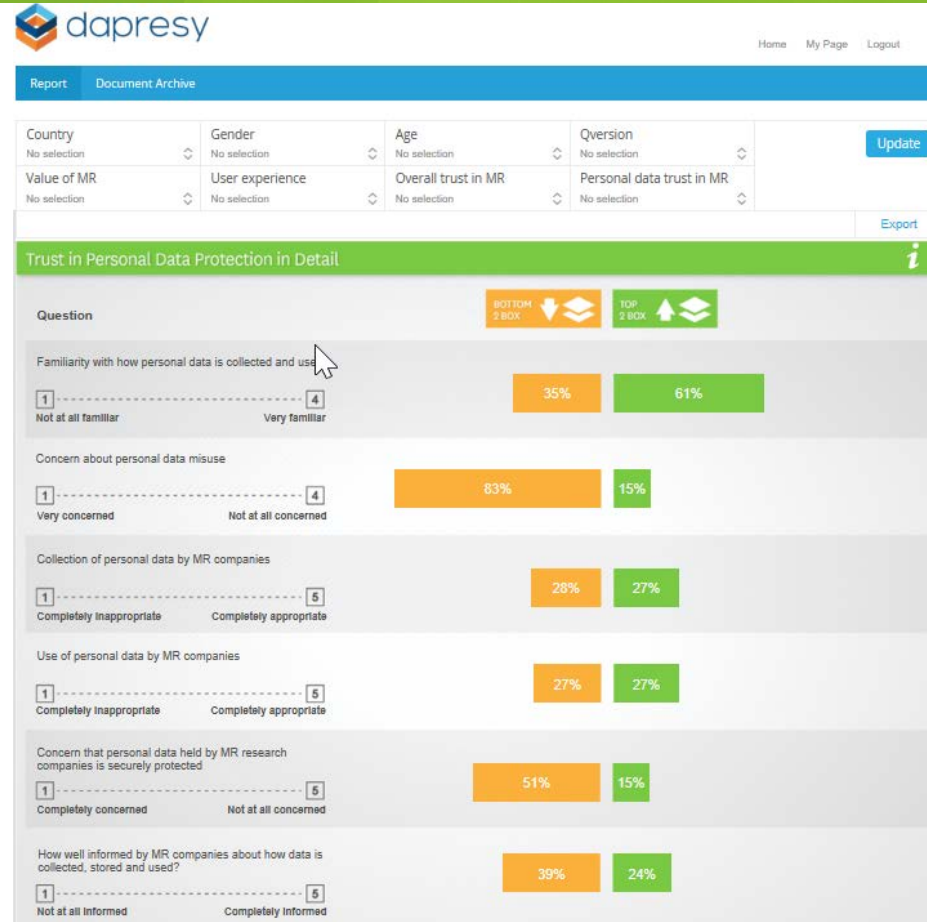 dapresy
Home My Page Logout
Report Document Archive
Country Gender Age Qversion
No selection No selection No selection No selection
Update
Value of MR User experience Overall trust in MR Personal data trust in MR
No selection No selection No selection No selection
Export
Trust in Personal Data Protection in Detail i
Question
BOTTOM
2 BOX
TOP
2 BOX
Familiarity with how personal data is collected and use
1 4
Not at all familiar Very familiar
35% 61%
Concern about personal data misuse
1 4
Very concerned Not at all concerned
83% 15%
Collection of personal data by MR companies
1 5
Completely inappropriate Completely appropriate
28% 27%
Use of personal data by MR companies
1 5
Completely inappropriate Completely appropriate
27% 27%
Concern that personal data held by MR research
companies is securely protected
1 5
Completely concerned Not at all concerned
51% 15%
How well informed by MR companies about how data is
collected, stored and used?
1 5
Not at all informed Completely informed
39% 24%